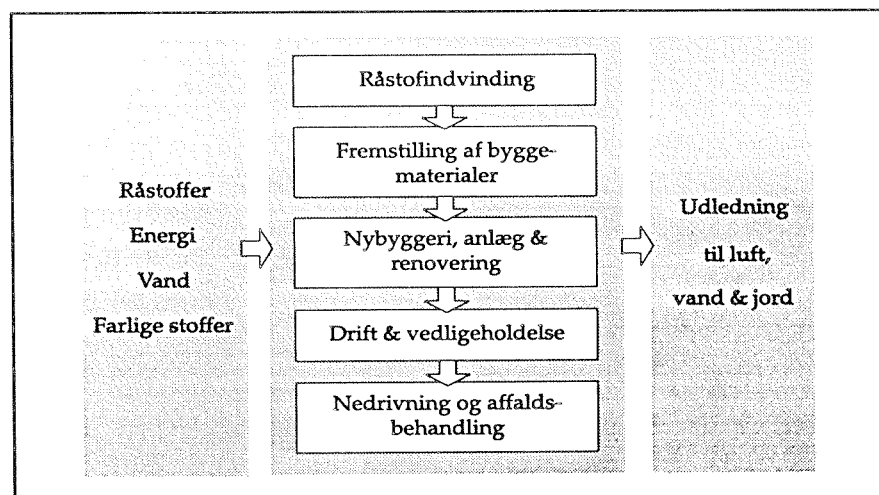 Råstoffer
Energi
Vand
Farlige stoffer
Råstofindvinding
Fremstilling af bygge-
materialer
Nybyggeri, anlæg &
renovering
Drift & vedligeholdelse
Nedrivning og affalds-
behandling
Udledning
til luft,
vand & jord